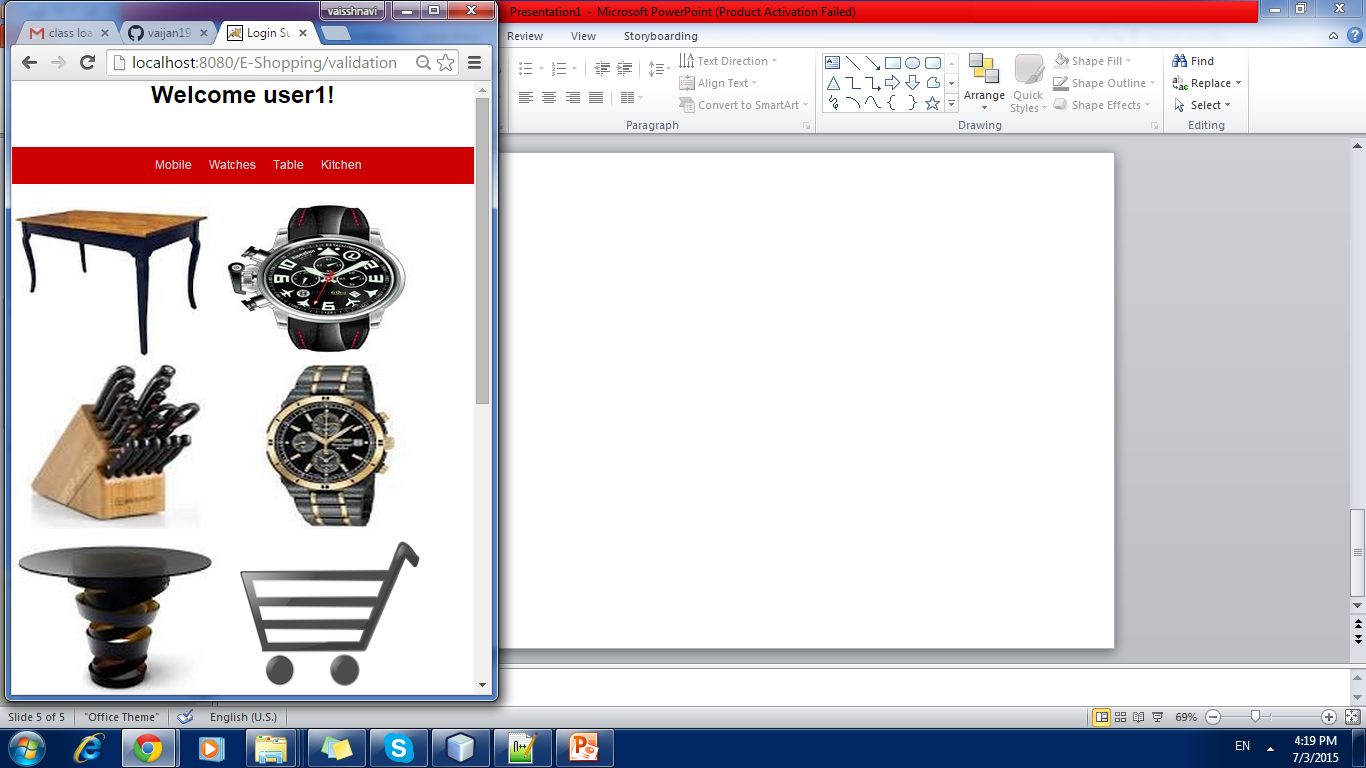 vaisshnavi
class loa
vaijan19
Login Su
localhost:8080/E-Shopping/validation
Welcome user1!
Mobile Watches Table Kitchen
Presentation1 - Microsoft PowerPoint (Product Activation Failed)
Review View Storyboarding
Text Direction
Align Text
Convert to SmartArt
Paragraph
Arrange
Quick
Styles
Shape Fill
Shape Outline
Shape Effects
Drawing
Find
Replace
Select
Editing
Slide 5 of 5 "Office Theme" English (U.S.) 69%
EN
4:19 PM
7/3/2015